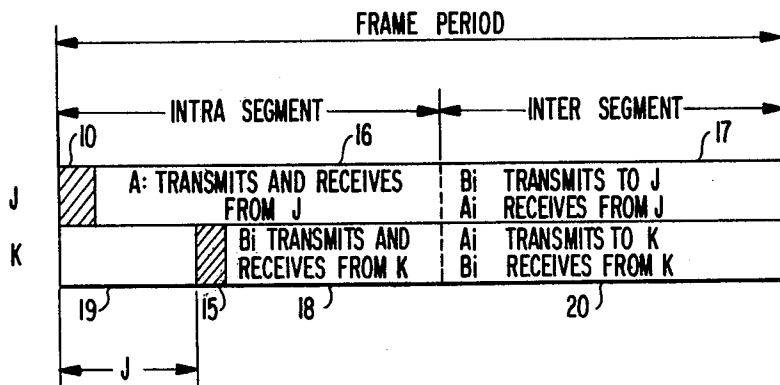 FRAME PERIOD
INTRA SEGMENT
INTER SEGMENT
10
16
17
J
A: TRANSMITS AND RECEIVES
FROM J
Bi TRANSMITS TO J
Ai RECEIVES FROM J
K
Bi TRANSMITS AND
RECEIVES FROM K
Ai TRANSMITS TO K
Bi RECEIVES FROM K
19
15
18
20
J